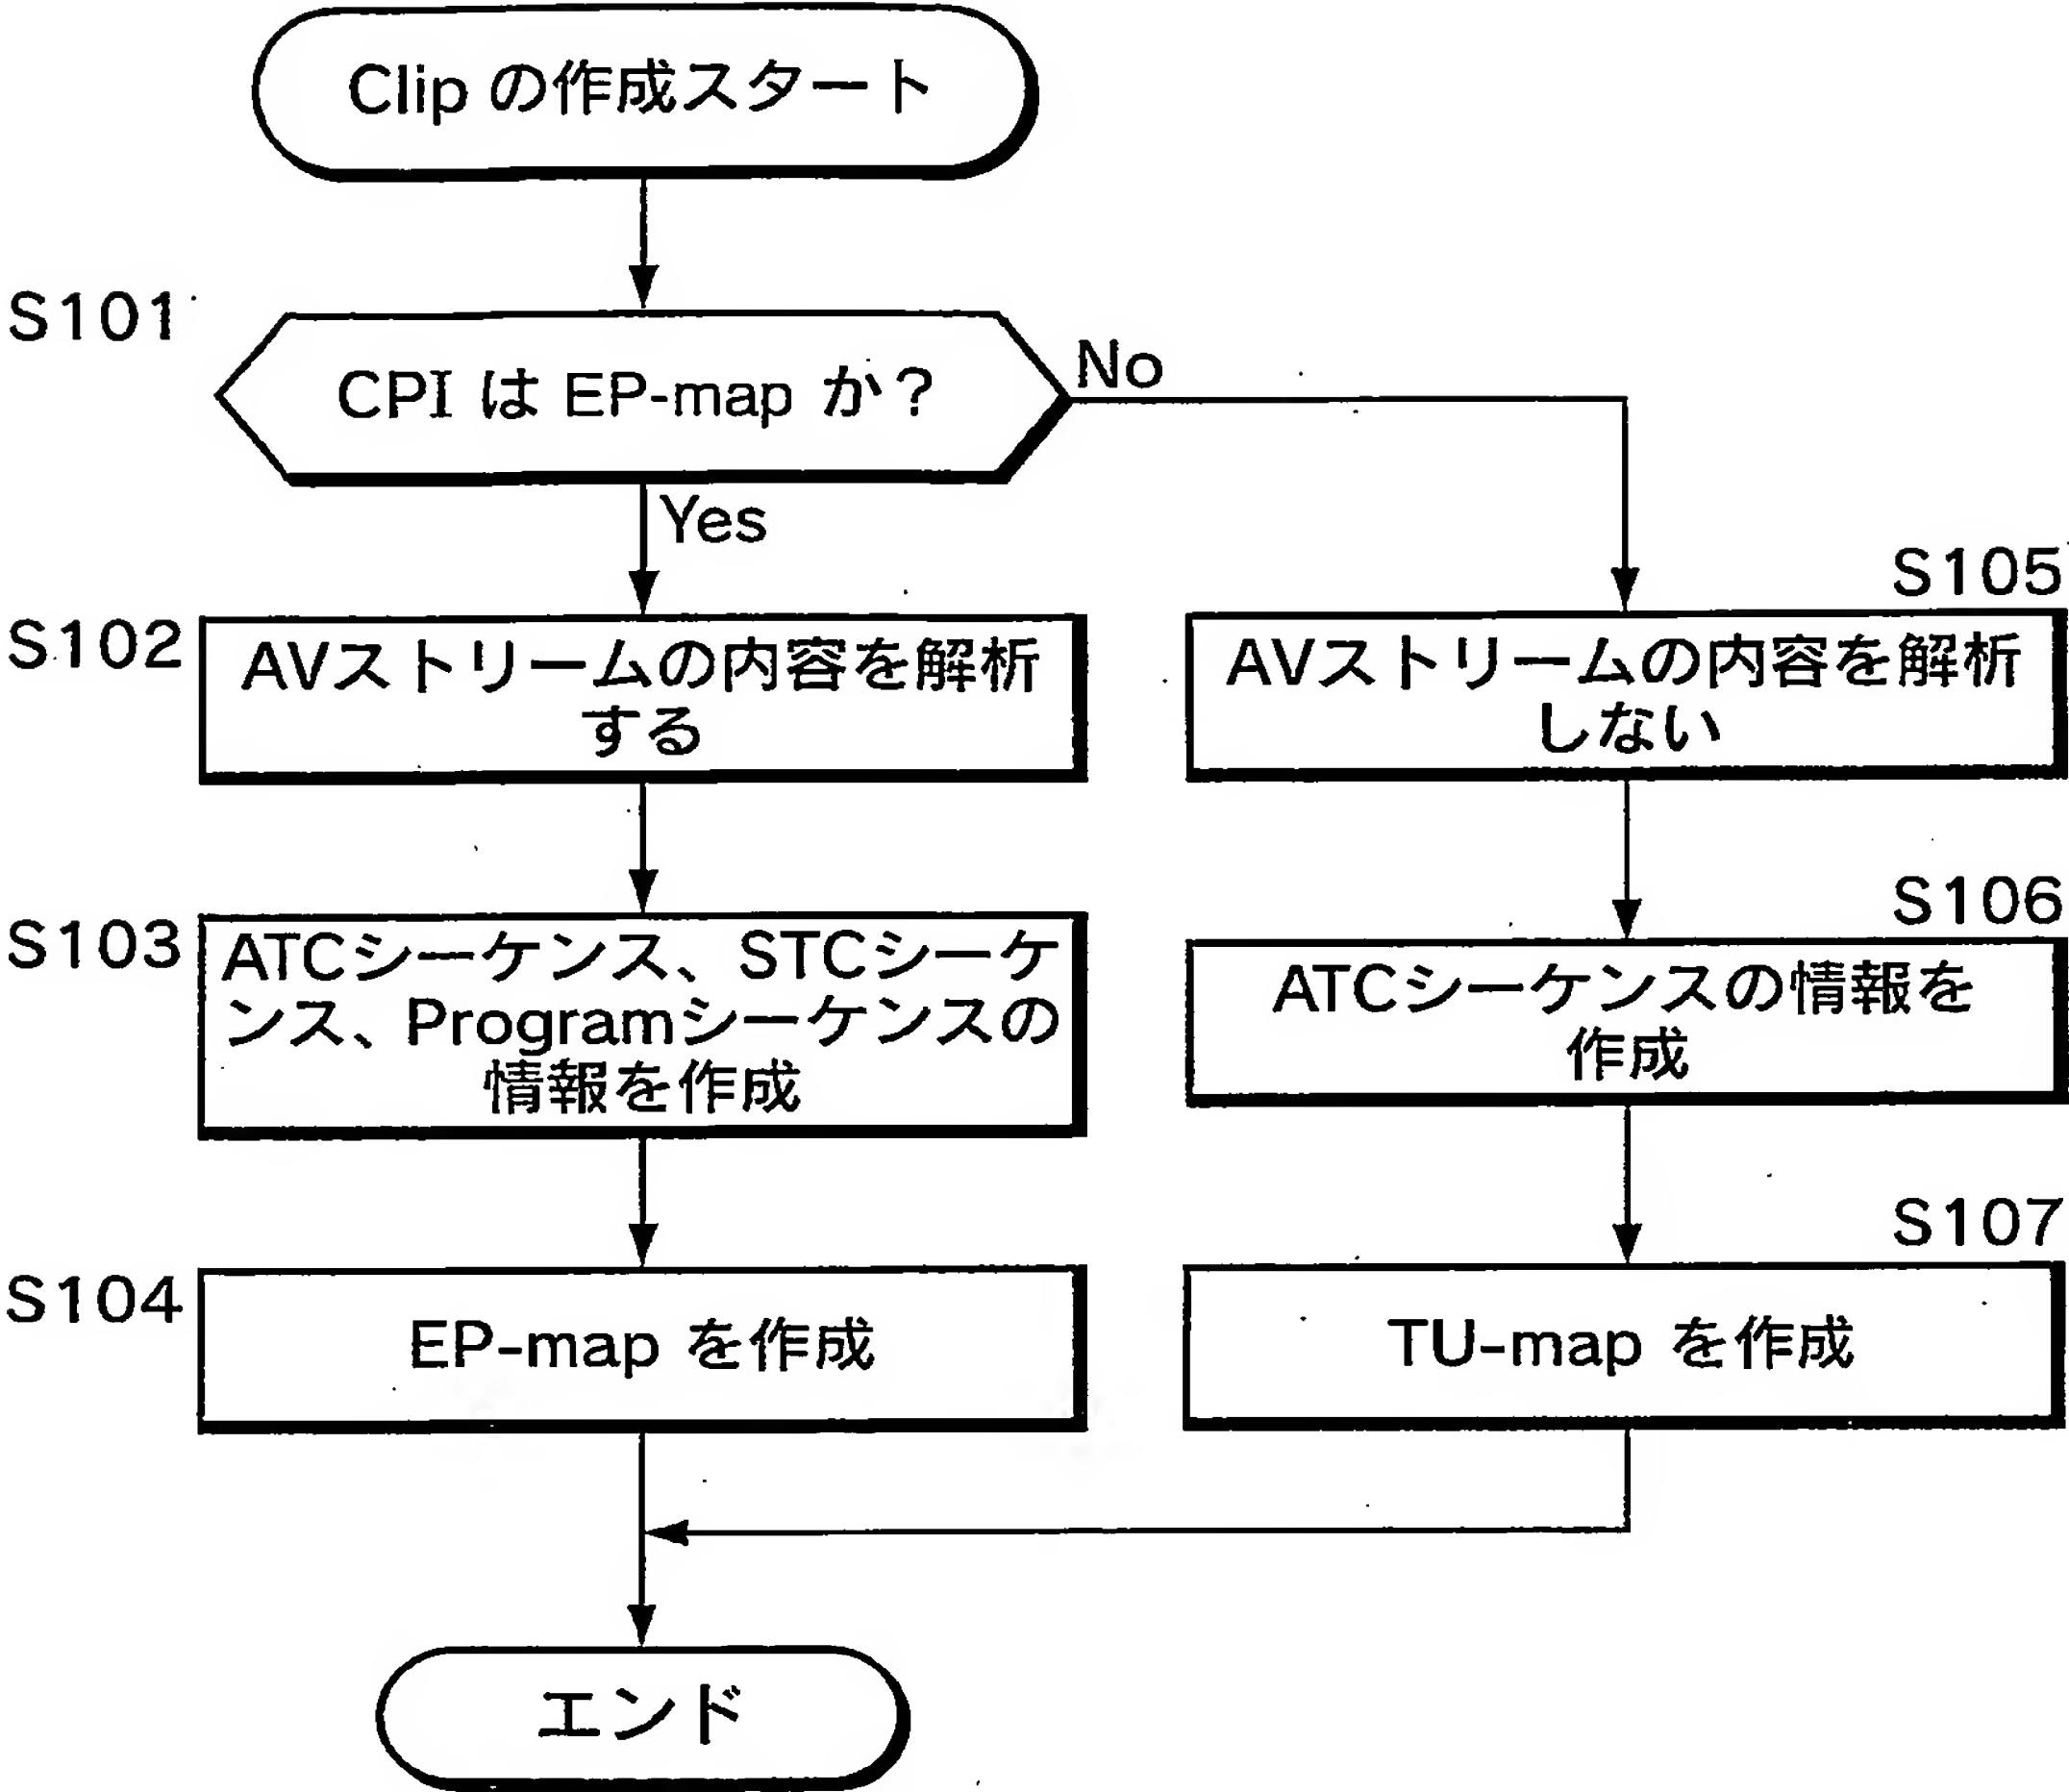 Clip の作成スタート
S101
CPI は EP-map か？
No
Yes
S102
AVストリームの内容を解析
する
S103
ATCシーケンス、STCシーケ
ンス、Programシーケンスの
情報を作成
S104
EP-map を作成
S105
AVストリームの内容を解析
しない
S106
ATCシーケンスの情報を
作成
S107
TU-map を作成
エンド